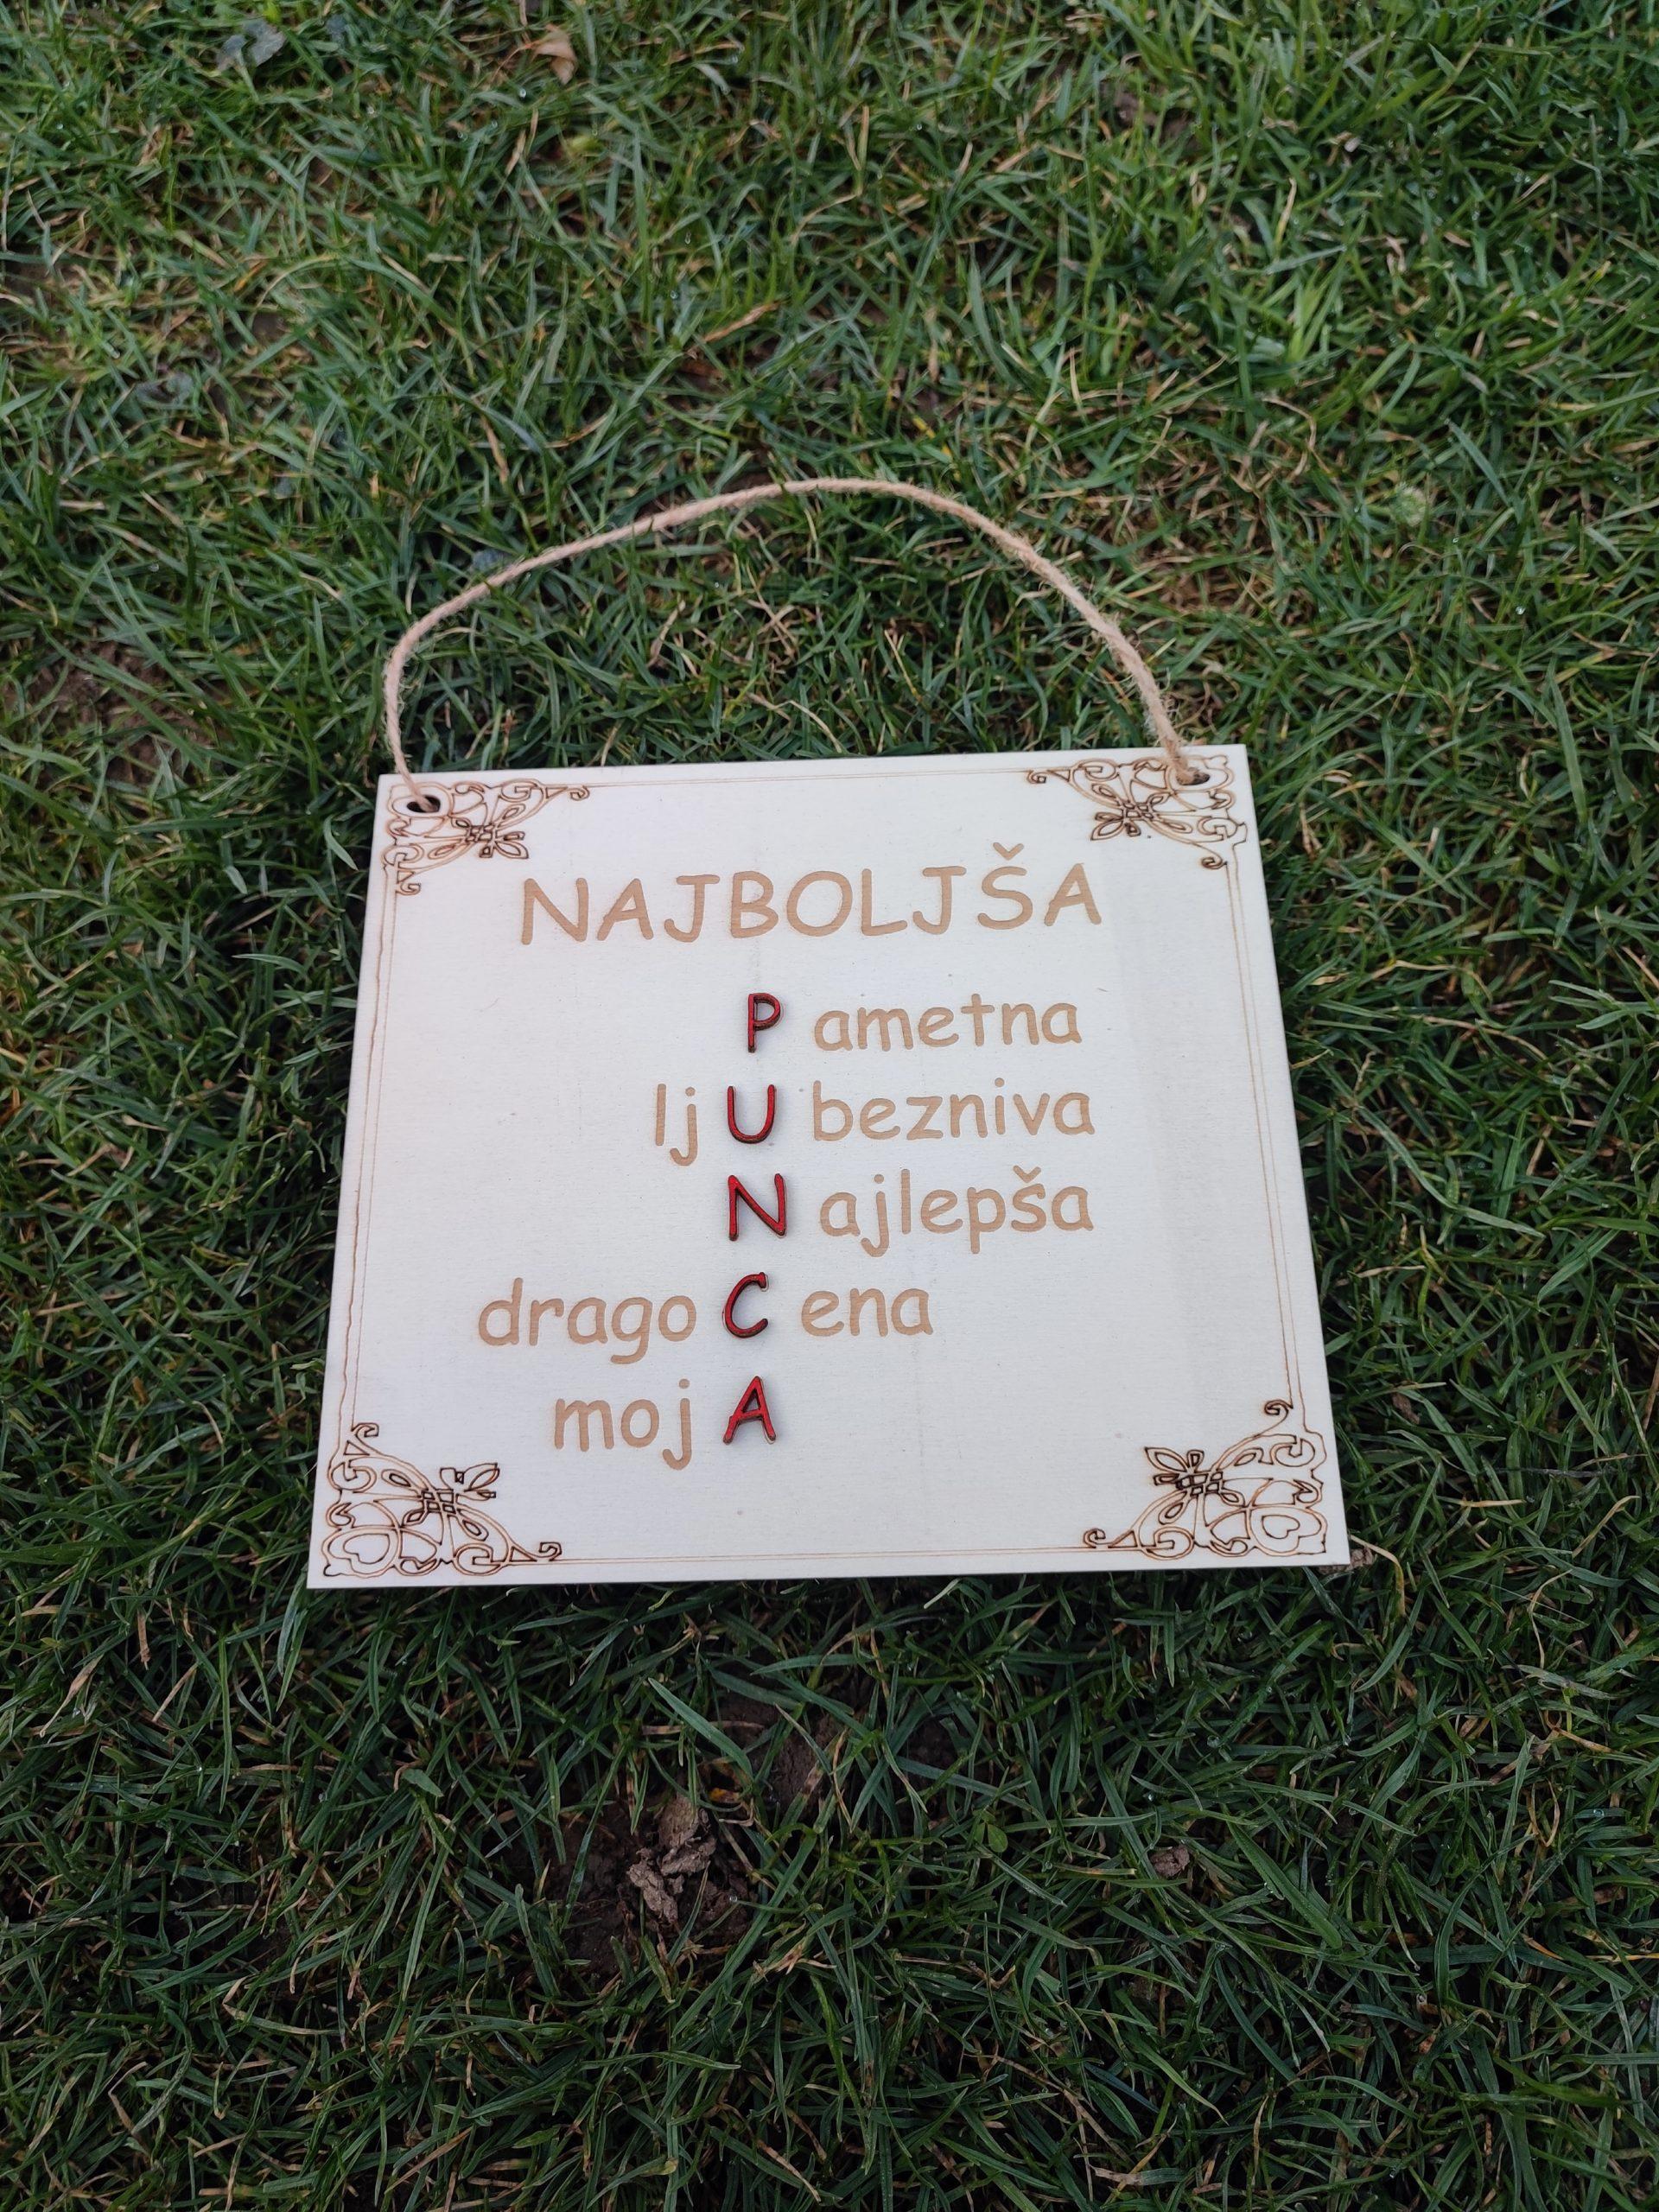 NAJBOLJŠA
Pametna
ljUbezniva
Najlepša
dragoCena
mojA